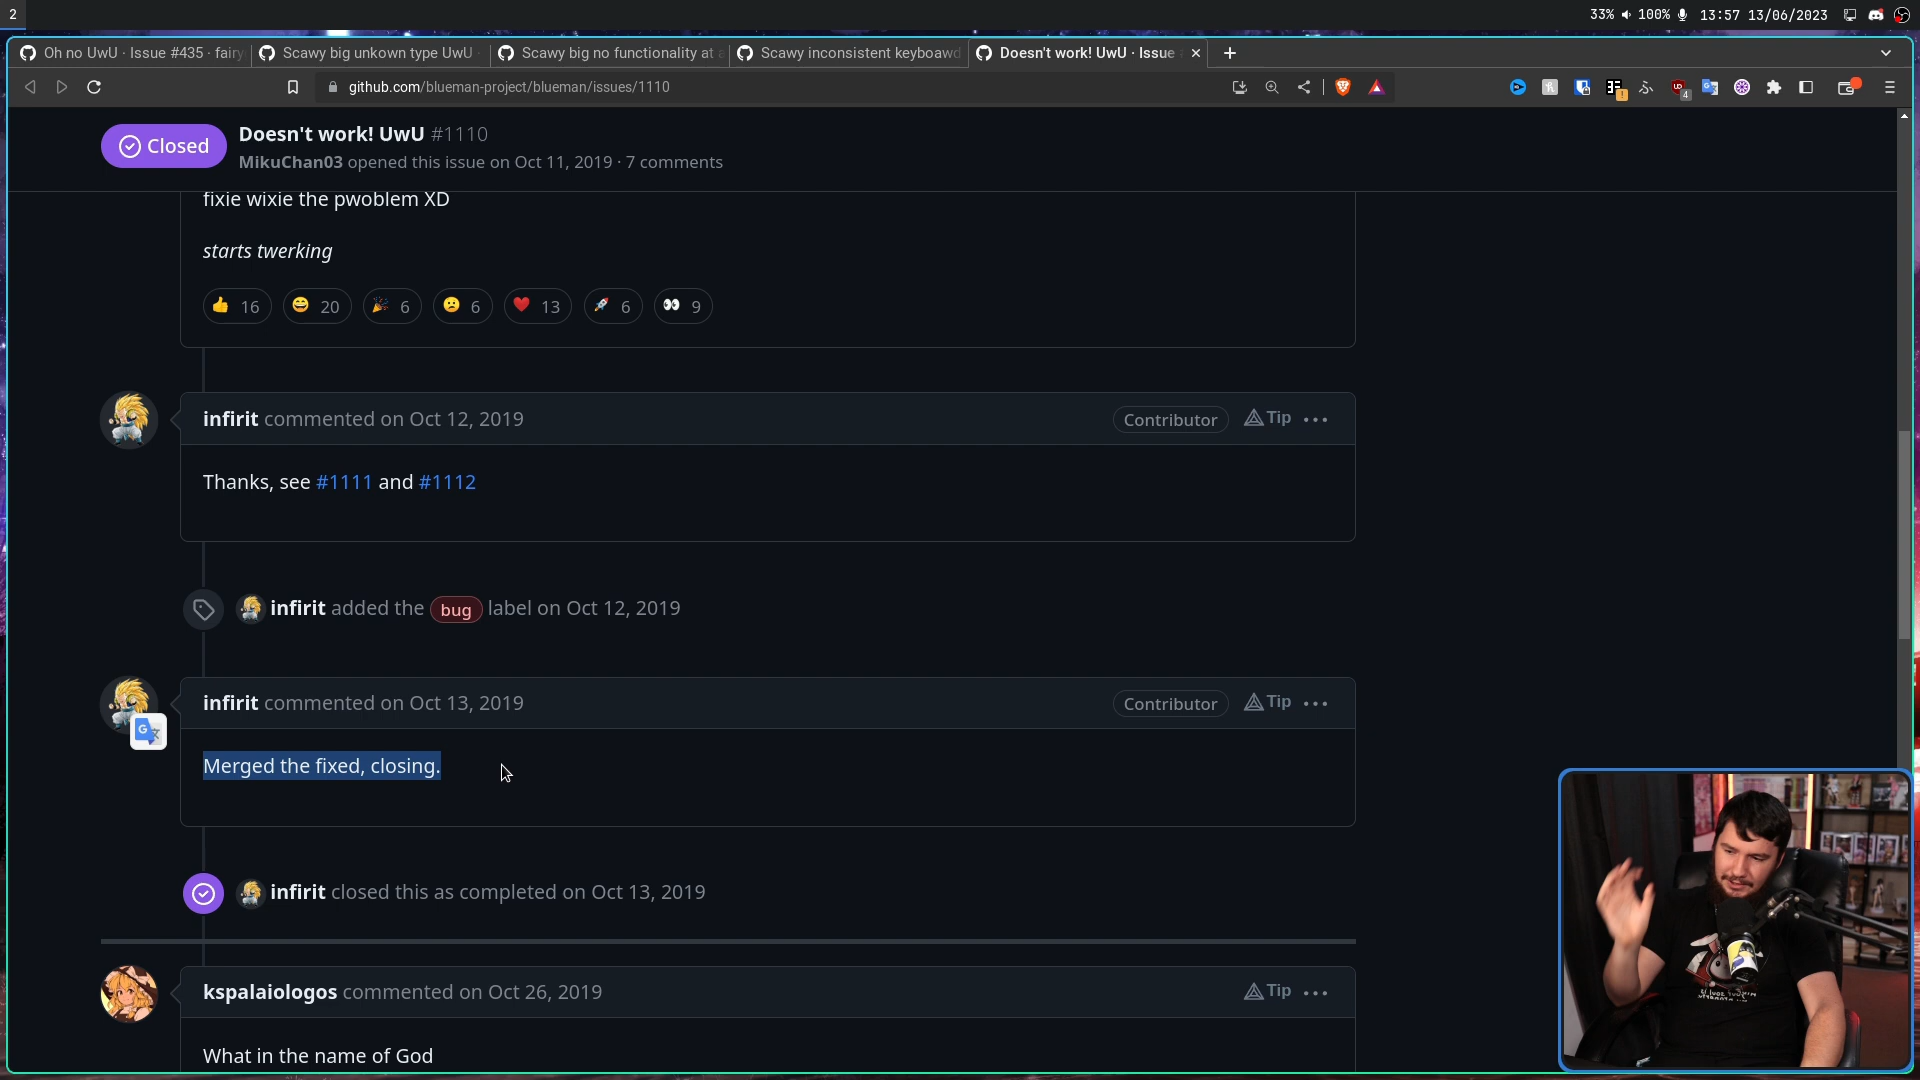 2
33% 100% 13:57 13/06/2023
Oh no UwU · Issue #435 · fairy
Scawy big unkown type UwU
Scawy big no functionality at a
Scawy inconsistent keyboawd
Doesn't work! UwU · Issue
github.com/blueman-project/blueman/issues/1110
4
Closed
Doesn't work! UwU #1110
MikuChan03 opened this issue on Oct 11, 2019 · 7 comments
fixie wixie the pwoblem XD
starts twerking
16 20 6 6 13 6 9
infirit commented on Oct 12, 2019
Contributor Tip
Thanks, see #1111 and #1112
infirit added the bug label on Oct 12, 2019
infirit commented on Oct 13, 2019
Contributor Tip
Merged the fixed, closing.
infirit closed this as completed on Oct 13, 2019
kspalaiologos commented on Oct 26, 2019
Tip
What in the name of God